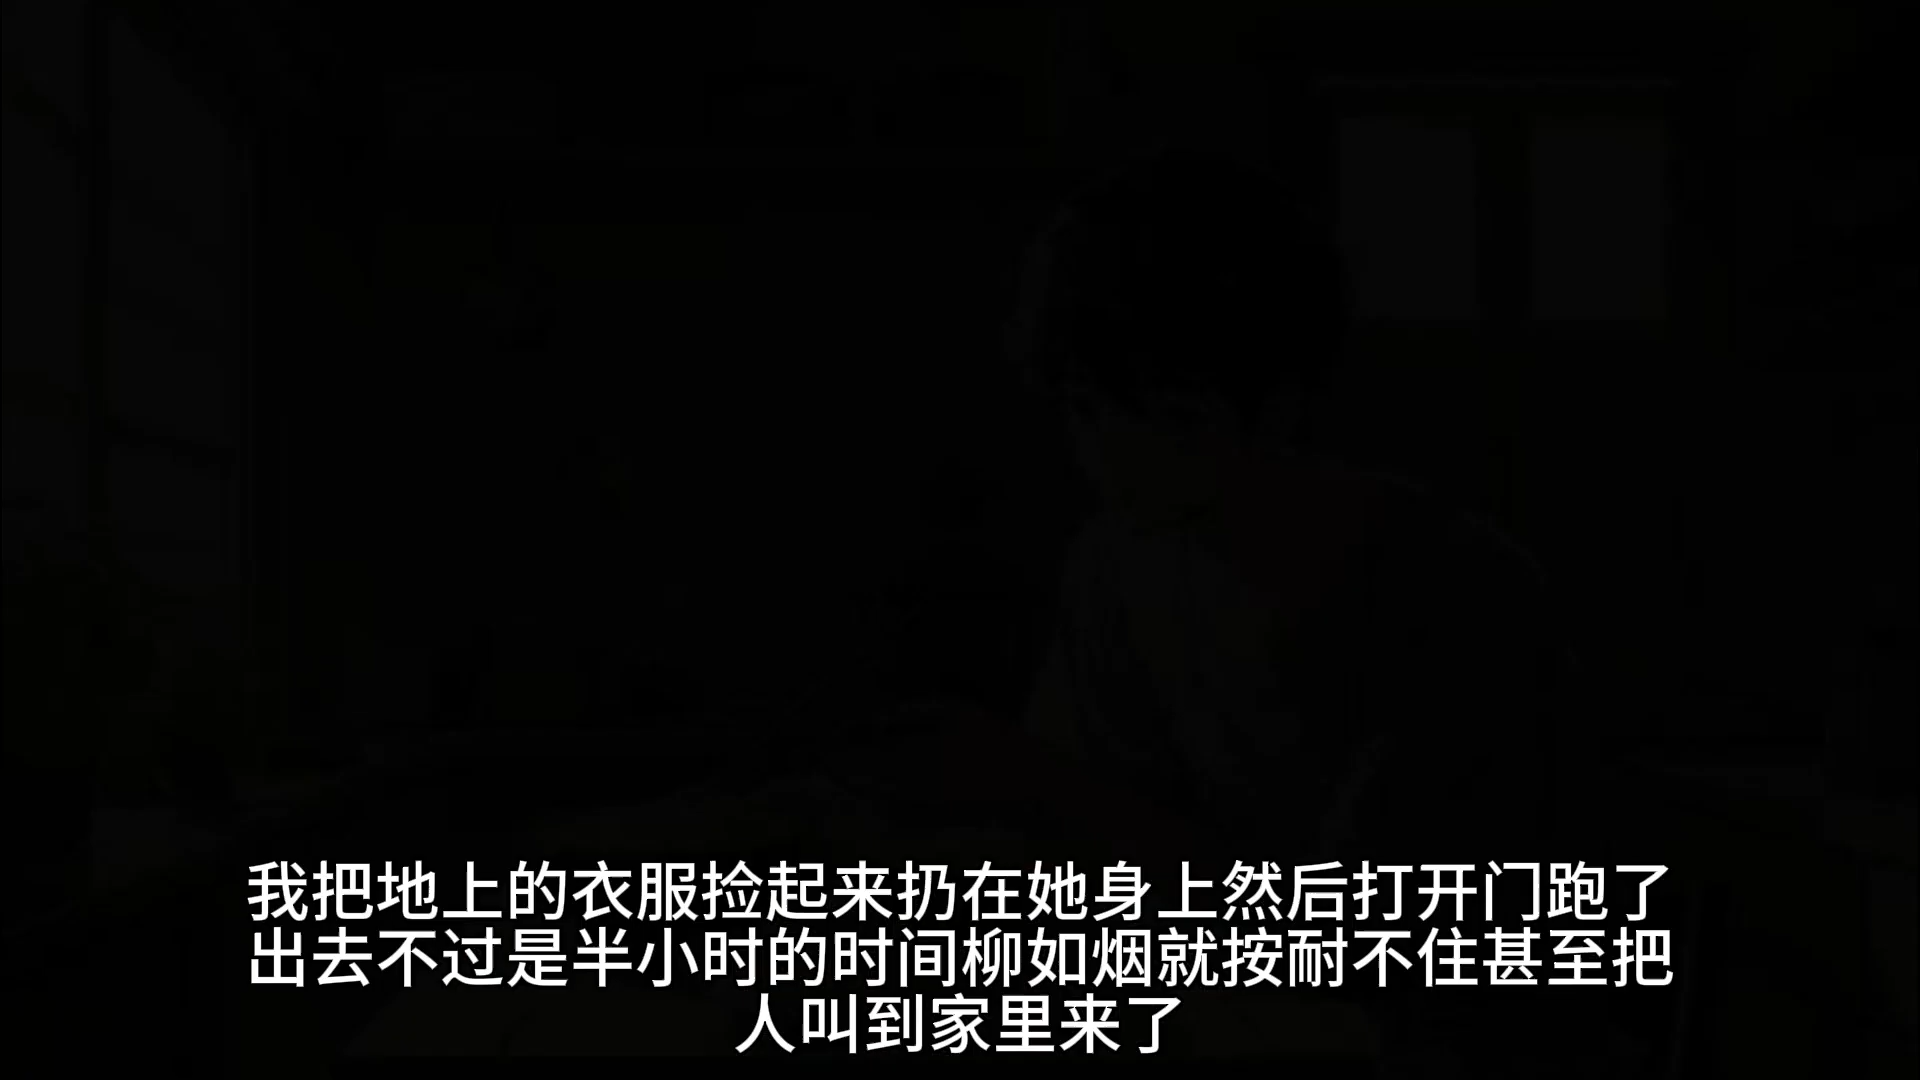 我把地上的衣服捡起来扔在她身上然后打开门跑了
出去不过是半小时的时间柳如烟就按耐不住甚至把
人叫到家里来了